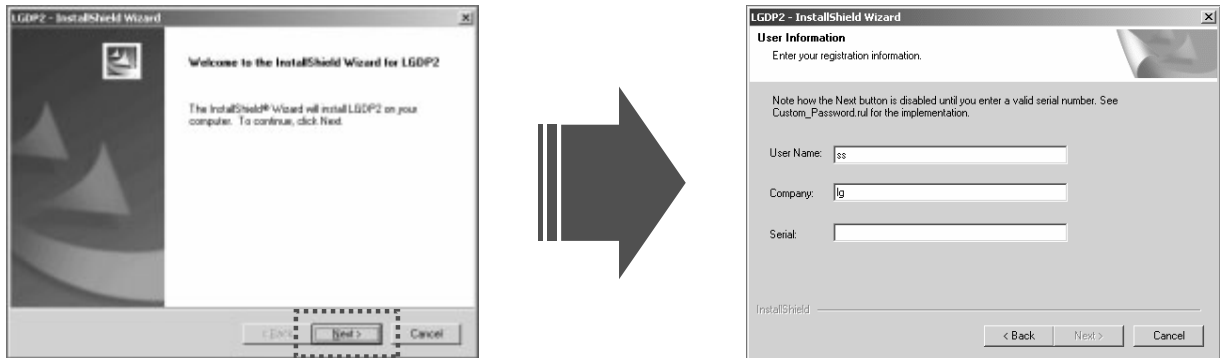 LGDP2 - InstallShield Wizard
Welcome to the InstallShield Wizard for LGDP2
The InstallShield® Wizard will install LGDP2 on your
computer. To continue, click Next.
< Back
Next >
Cancel
LGDP2 - InstallShield Wizard
User Information
Enter your registration information.
Note how the Next button is disabled until you enter a valid serial number. See
Custom_Password.rul for the implementation.
User Name: ss
Company: lg
Serial:
InstallShield
< Back
Next >
Cancel